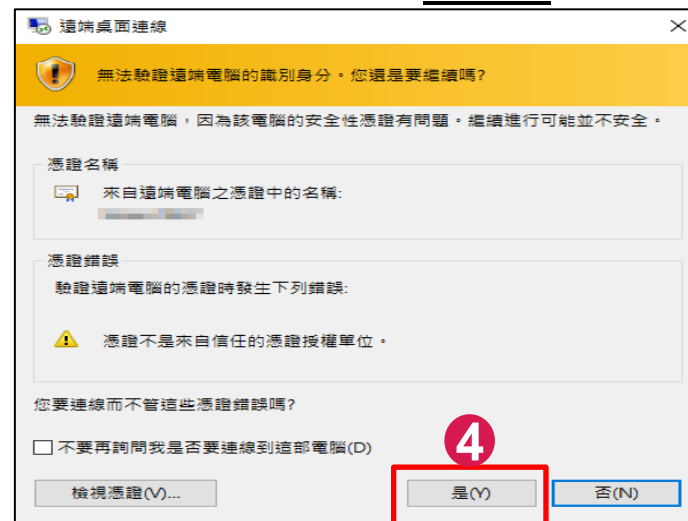 遠端桌面連線
無法驗證遠端電腦的識別身分。您還是要繼續嗎?
無法驗證遠端電腦,因為該電腦的安全性憑證有問題。繼續進行可能並不安全。
憑證名稱
來自遠端電腦之憑證中的名稱:
憑證錯誤
驗證遠端電腦的憑證時發生下列錯誤:
憑證不是來自信任的憑證授權單位。
您要連線而不管這些憑證錯誤嗎?
不要再詢問我是否要連線到這部電腦(D)
4
檢視憑證(V)... 是(Y) 否(N)